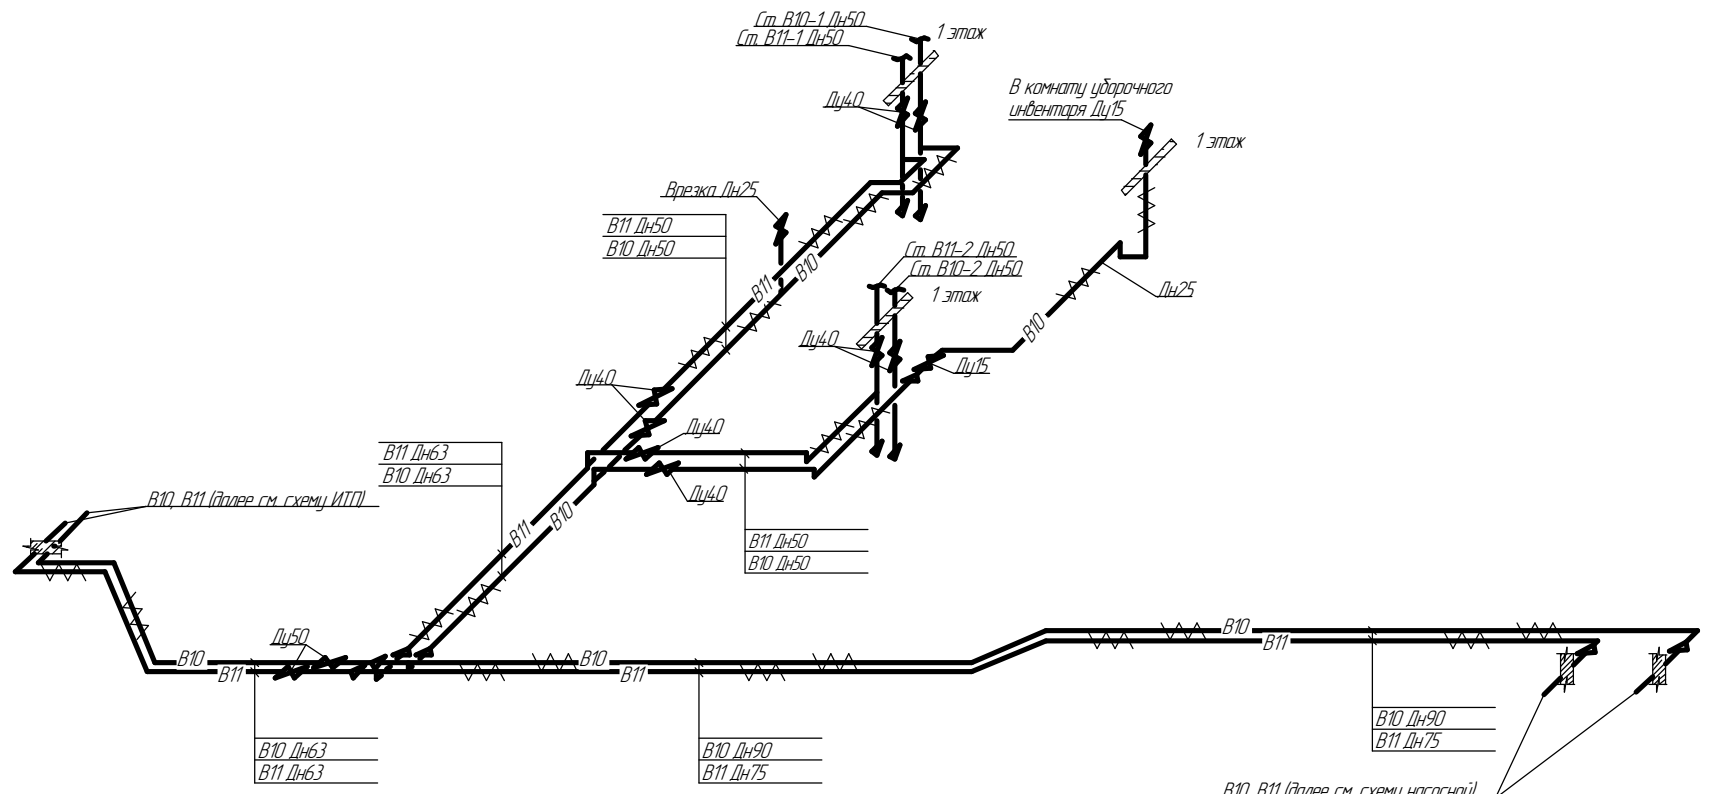 Ст. В10-1 Дн50
1 этаж
Ст. В11-1 Дн50
Ду40
В комнату уборочного
инвентаря Ду15
1 этаж
Врезка Дн25
В11 Дн50
В10 Дн50
В11
В10
Ст. В11-2 Дн50
Ст. В10-2 Дн50
1 этаж
Дн25
В10
Ду40
Ду15
Ду40
Ду40
В11 Дн63
В10 Дн63
Ду40
В10, В11 (далее см. схему ИТП)
В11
В10
В11 Дн50
В10 Дн50
Ду50
В10
В11
В10
В11
В10
В11
В10 Дн63
В11 Дн63
В10 Дн90
В11 Дн75
В10 Дн90
В11 Дн75
В10, В11 (далее см. схему насосной)